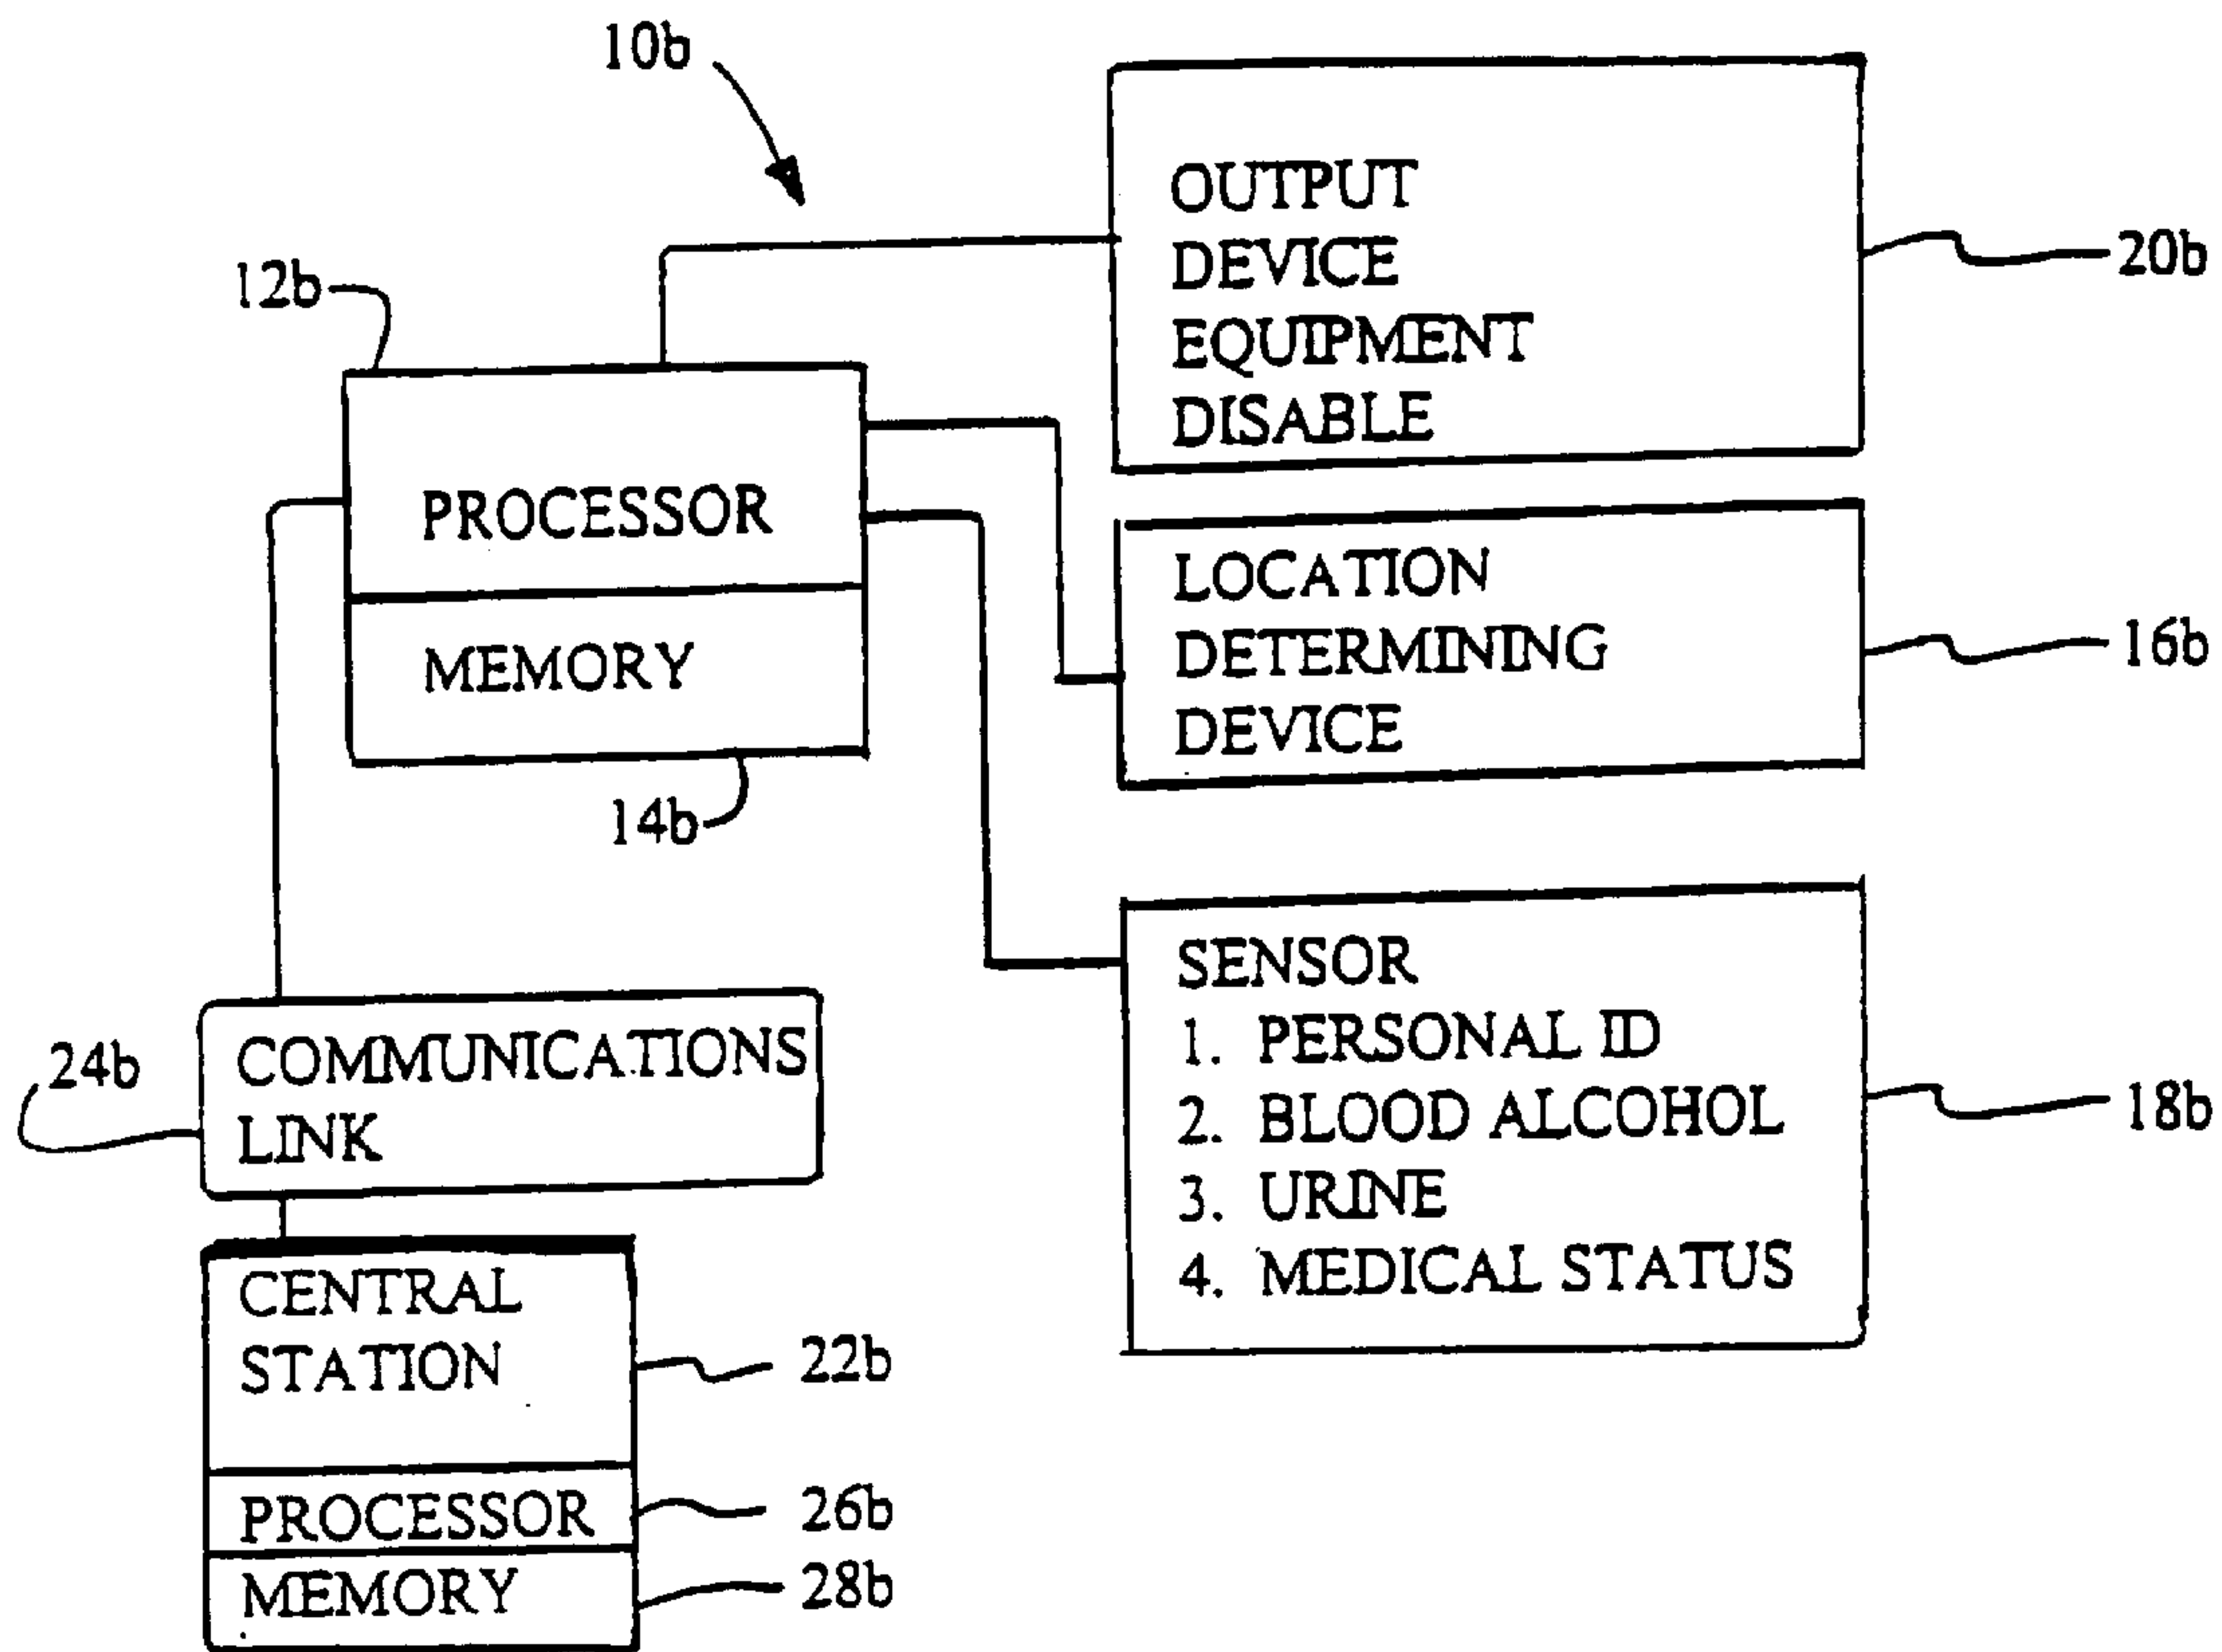 10b
OUTPUT
DEVICE
EQUIPMENT
DISABLE
20b
12b
PROCESSOR
MEMORY
14b
LOCATION
DETERMINING
DEVICE
16b
SENSOR
1. PERSONAL ID
2. BLOOD ALCOHOL
3. URINE
4. MEDICAL STATUS
18b
24b
COMMUNICATIONS
LINK
CENTRAL
STATION
22b
PROCESSOR
26b
MEMORY
28b